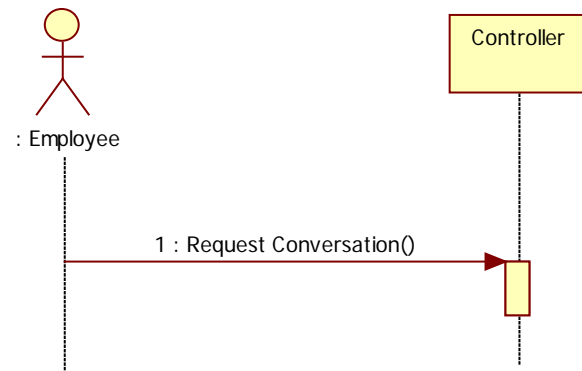 Controller
: Employee
1 : Request Conversation()